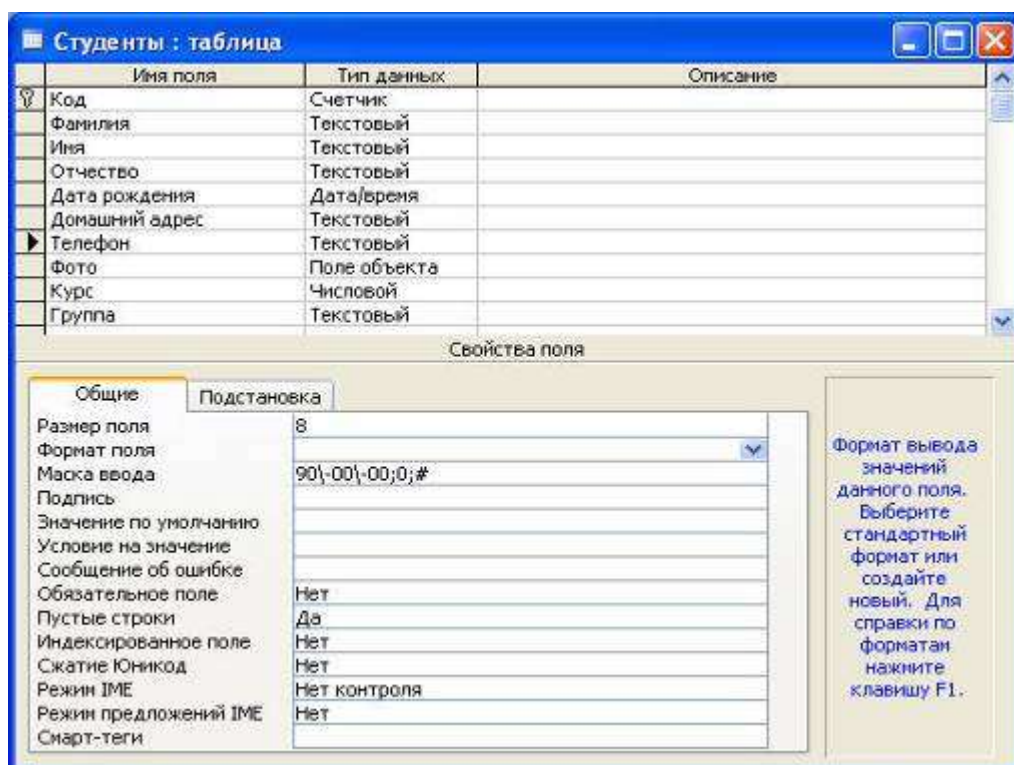 Студенты : таблица
Имя поля Тип данных Описание
Код Счетчик
Фамилия Текстовый
Имя Текстовый
Отчество Текстовый
Дата рождения Дата/время
Домашний адрес Текстовый
Телефон Текстовый
Фото Поле объекта
Курс Числовой
Группа Текстовый
Свойства поля
Общие Подстановка
Размер поля 8
Формат поля
Маска ввода 90\-00\-00;0;#
Подпись
Значение по умолчанию
Условие на значение
Сообщение об ошибке
Обязательное поле Нет
Пустые строки Да
Индексированное поле Нет
Сжатие Юникод Нет
Режим IME Нет контроля
Режим предложений IME Нет
Смарт-теги
Формат вывода
значений
данного поля.
Выберите
стандартный
формат или
создайте
новый. Для
справки по
форматам
нажмите
клавишу F1.